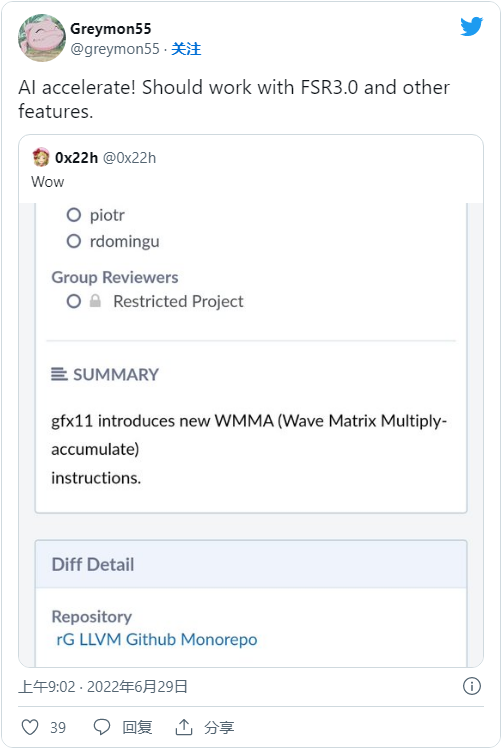 Greymon55
@greymon55 · 关注
AI accelerate! Should work with FSR3.0 and other
features.
0x22h @0x22h
Wow
piotr
rdomingu
Group Reviewers
Restricted Project
SUMMARY
gfx11 introduces new WMMA (Wave Matrix Multiply-
accumulate)
instructions.
Diff Detail
Repository
rG LLVM Github Monorepo
上午9:02 · 2022年6月29日
39 回复 分享